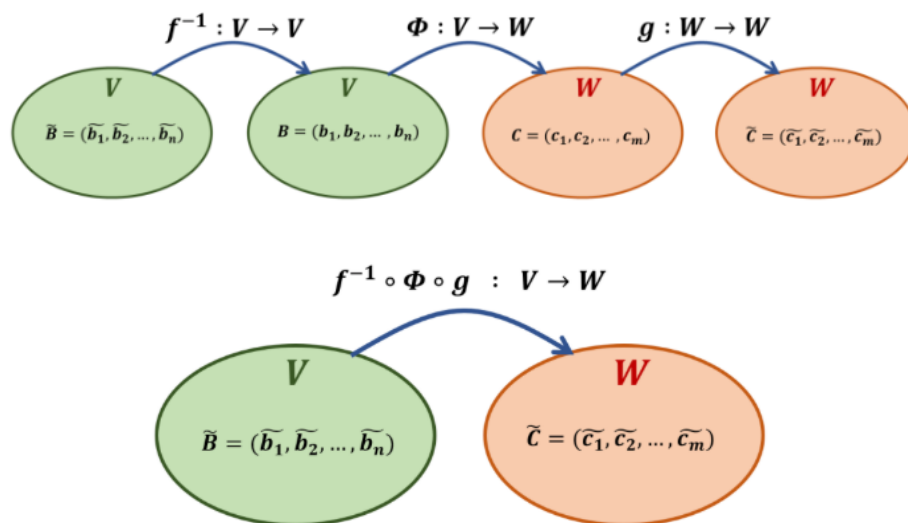 f⁻¹ : V → V Φ : V → W g : W → W
V V W W
B̃ = (b̃₁, b̃₂, ..., b̃ₙ) B = (b₁, b₂, ... , bₙ) C = (c₁, c₂, ... , cₘ) C̃ = (c̃₁, c̃₂, ..., c̃ₘ)
f⁻¹ ∘ Φ ∘ g : V → W
V W
B̃ = (b̃₁, b̃₂, ..., b̃ₙ) C̃ = (c̃₁, c̃₂, ..., c̃ₘ)